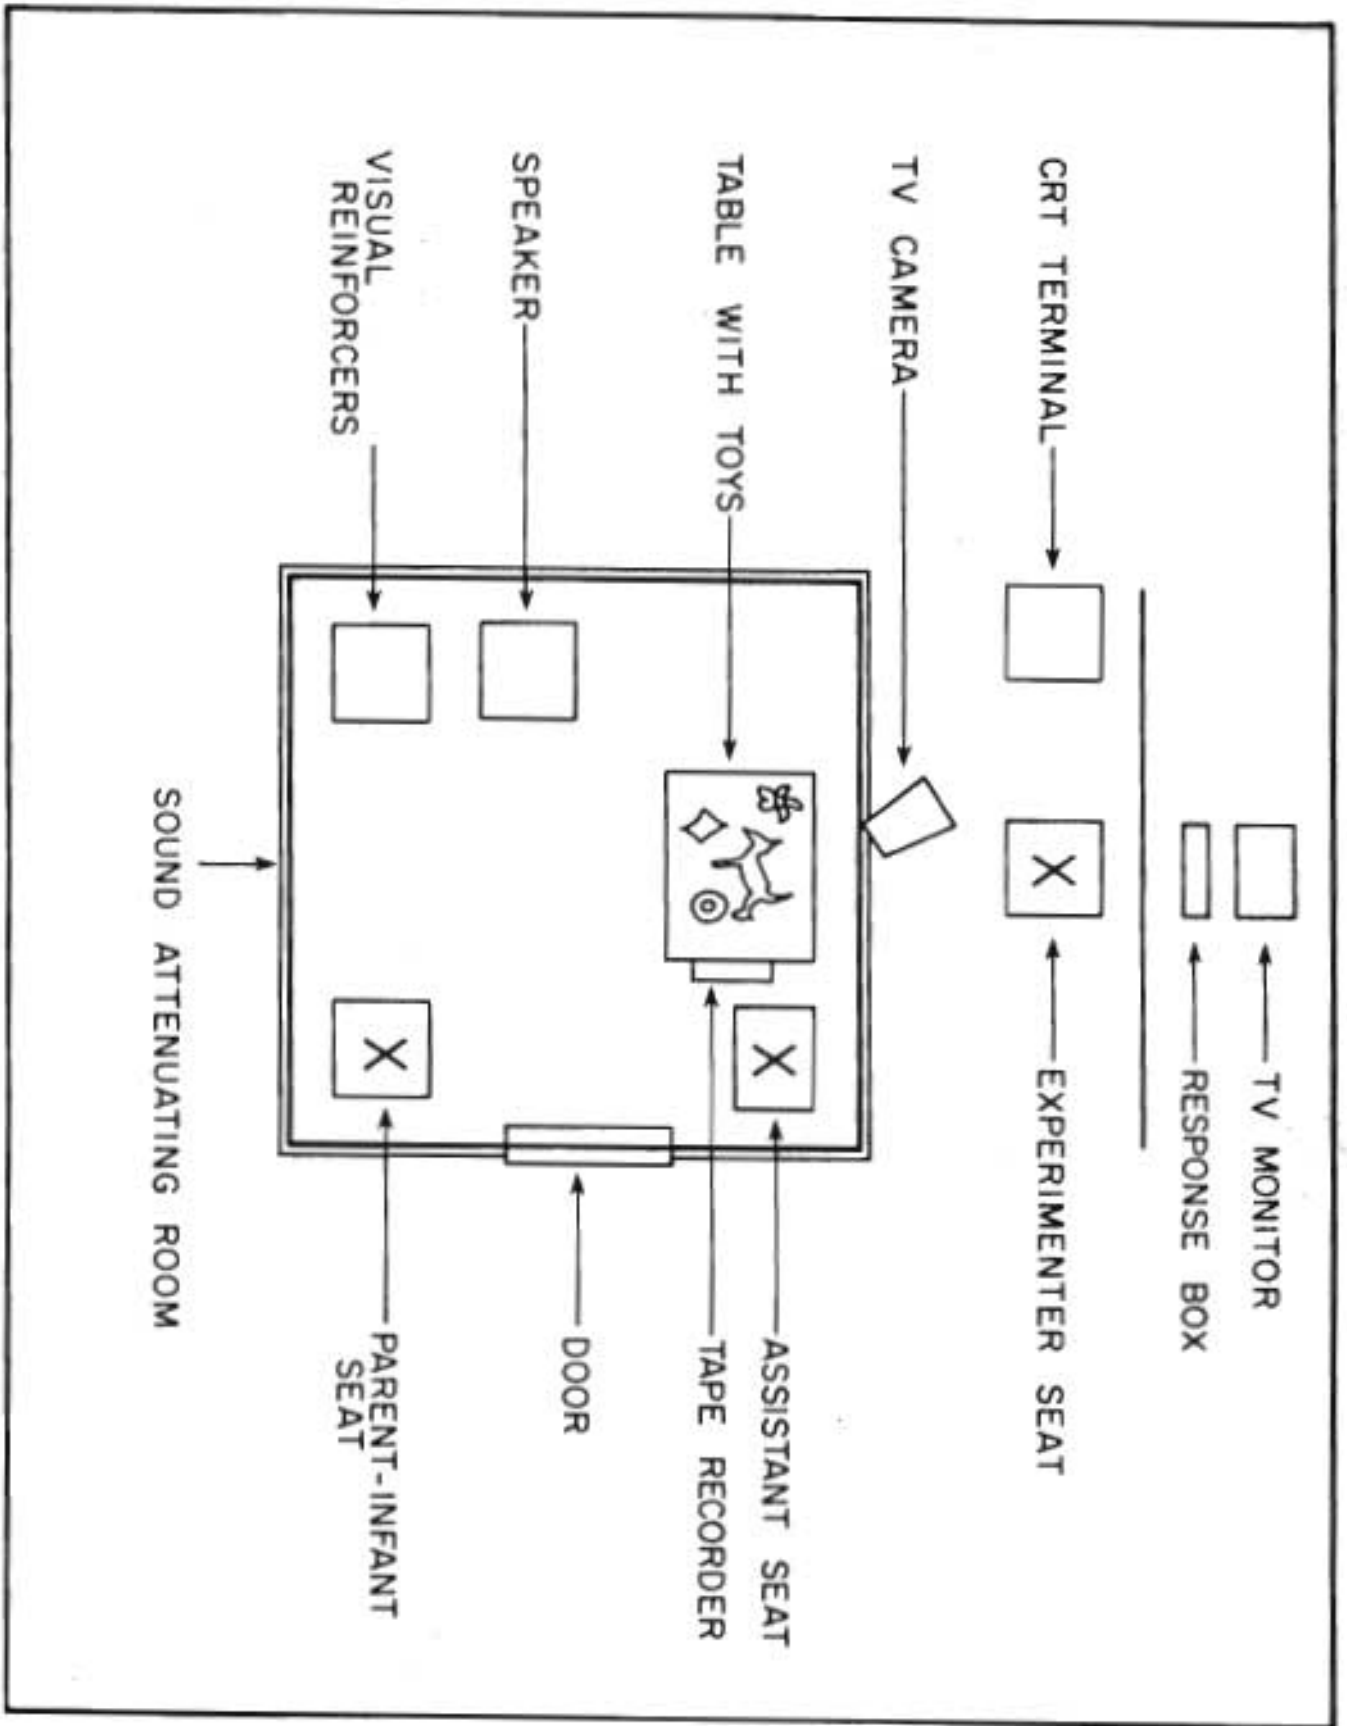 TV MONITOR
RESPONSE BOX
CRT TERMINAL
X
EXPERIMENTER SEAT
TV CAMERA
TABLE WITH TOYS
X
ASSISTANT SEAT
TAPE RECORDER
SPEAKER
DOOR
VISUAL
REINFORCERS
X
PARENT-INFANT
SEAT
SOUND ATTENUATING ROOM